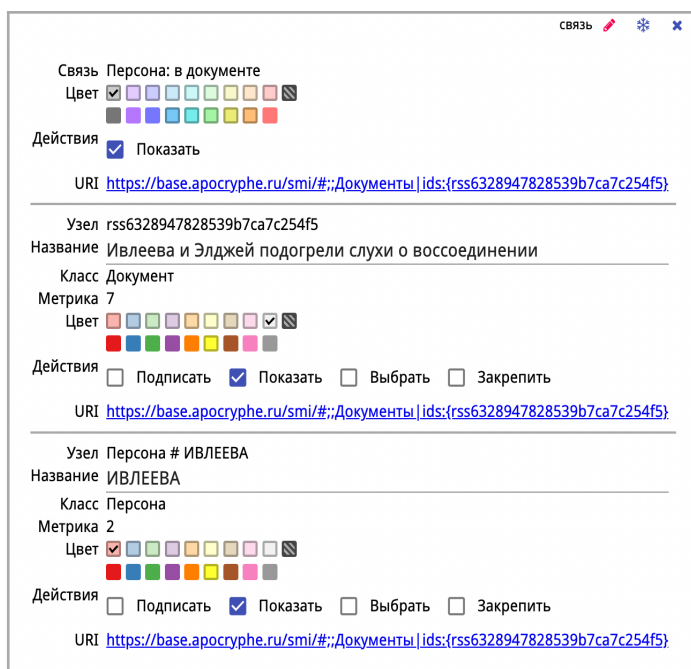 связь
Связь Персона: в документе
Цвет
Действия
Показать
URI https://base.apocryphe.ru/smi/#;;Документы|ids:{rss6328947828539b7ca7c254f5}
Узел rss6328947828539b7ca7c254f5
Название Ивлеева и Элджей подогрели слухи о воссоединении
Класс Документ
Метрика 7
Цвет
Действия
Подписать Показать Выбрать Закрепить
URI https://base.apocryphe.ru/smi/#;;Документы|ids:{rss6328947828539b7ca7c254f5}
Узел Персона # ИВЛЕЕВА
Название ИВЛЕЕВА
Класс Персона
Метрика 2
Цвет
Действия
Подписать Показать Выбрать Закрепить
URI https://base.apocryphe.ru/smi/#;;Документы|ids:{rss6328947828539b7ca7c254f5}